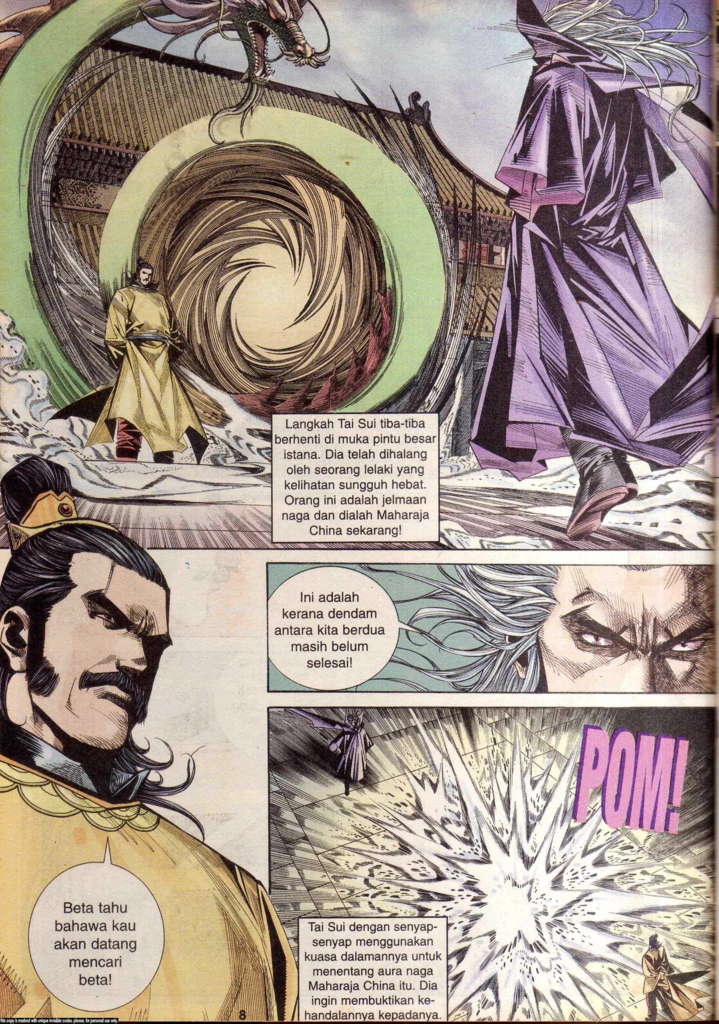 Langkah Tai Sui tiba-tiba
berhenti di muka pintu besar
istana. Dia telah dihalang
oleh seorang lelaki yang
kelihatan sungguh hebat.
Orang ini adalah jelmaan
naga dan dialah Maharaja
China sekarang!
Ini adalah
kerana dendam
antara kita berdua
masih belum
selesai!
Beta tahu
bahawa kau
akan datang
mencari
beta!
POM!
Tai Sui dengan senyap-
senyap menggunakan
kuasa dalamannya untuk
menentang aura naga
Maharaja China itu. Dia
ingin membuktikan ke-
handalannya kepadanya.
8